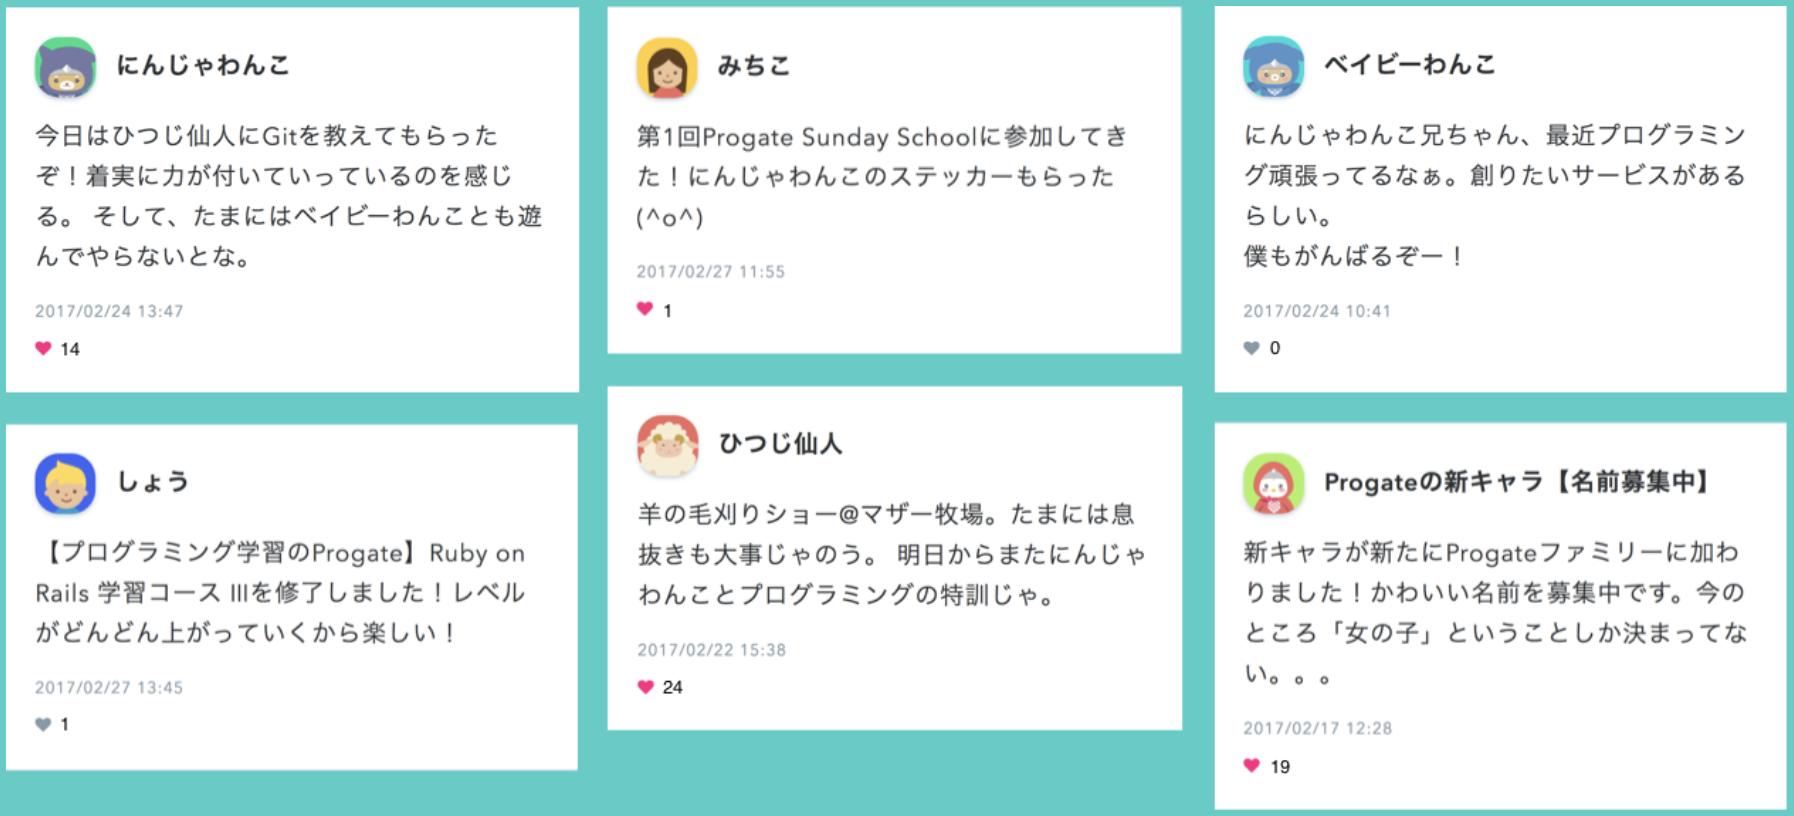 にんじゃわんこ
今日はひつじ仙人にGitを教えてもらった
ぞ！着実に力が付いていっているのを感じ
る。 そして、たまにはベイビーわんことも遊
んでやらないとな。
2017/02/24 13:47
14
しょう
【プログラミング学習のProgate】Ruby on
Rails 学習コース IIIを修了しました！レベル
がどんどん上がっていくから楽しい！
2017/02/27 13:45
1
みちこ
第1回Progate Sunday Schoolに参加してき
た！にんじゃわんこのステッカーもらった
(^o^)
2017/02/27 11:55
1
ひつじ仙人
羊の毛刈りショー@マザー牧場。たまには息
抜きも大事じゃのう。 明日からまたにんじゃ
わんことプログラミングの特訓じゃ。
2017/02/22 15:38
24
ベイビーわんこ
にんじゃわんこ兄ちゃん、最近プログラミン
グ頑張ってるなぁ。創りたいサービスがある
らしい。
僕もがんばるぞー！
2017/02/24 10:41
0
Progateの新キャラ【名前募集中】
新キャラが新たにProgateファミリーに加わ
りました！かわいい名前を募集中です。今の
ところ「女の子」ということしか決まってな
い。。。
2017/02/17 12:28
19